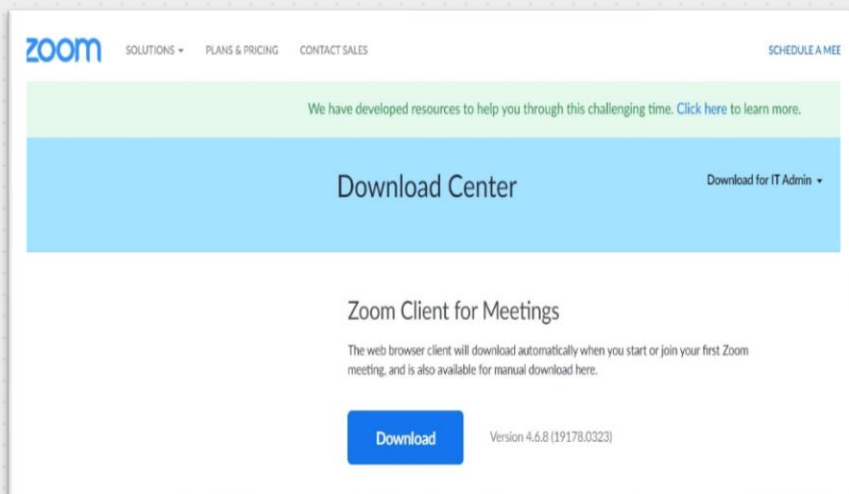 zoom SOLUTIONS PLANS & PRICING CONTACT SALES SCHEDULE A MEE
We have developed resources to help you through this challenging time. Click here to learn more.
Download Center Download for IT Admin
Zoom Client for Meetings
The web browser client will download automatically when you start or join your first Zoom
meeting, and is also available for manual download here.
Download Version 4.6.8 (19178.0323)